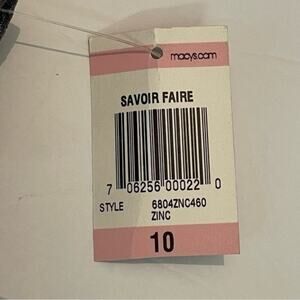 macys.com
SAVOIR FAIRE
7 06256 00022 0
STYLE 6804ZNC460
ZINC
10